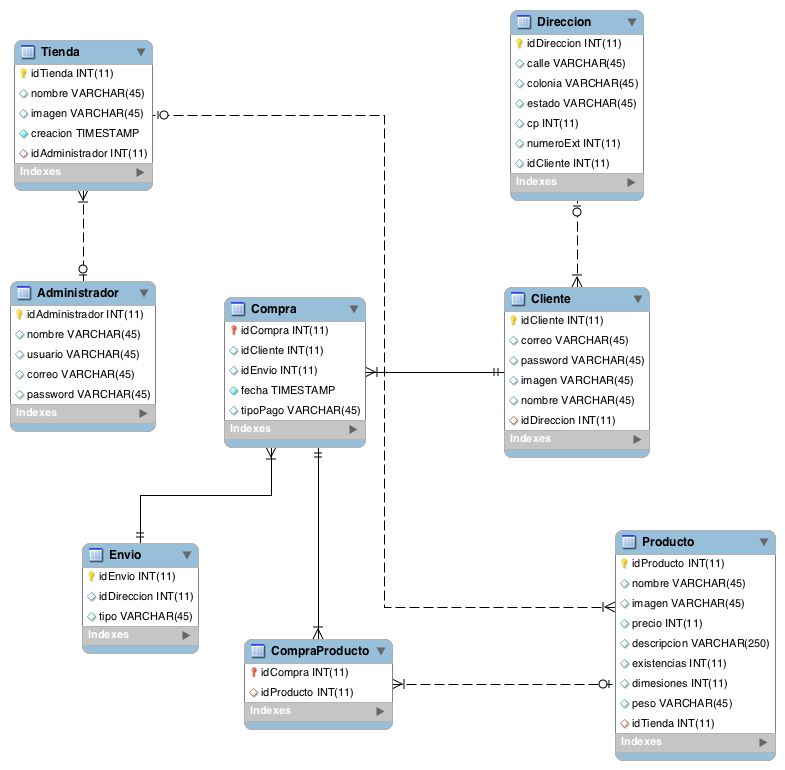 Tienda
idTienda INT(11)
nombre VARCHAR(45)
imagen VARCHAR(45)
creacion TIMESTAMP
idAdministrador INT(11)
Indexes
Direccion
idDireccion INT(11)
calle VARCHAR(45)
colonia VARCHAR(45)
estado VARCHAR(45)
cp INT(11)
numeroExt INT(11)
idCliente INT(11)
Indexes
Administrador
idAdministrador INT(11)
nombre VARCHAR(45)
usuario VARCHAR(45)
correo VARCHAR(45)
password VARCHAR(45)
Indexes
Compra
idCompra INT(11)
idCliente INT(11)
idEnvio INT(11)
fecha TIMESTAMP
tipoPago VARCHAR(45)
Indexes
Cliente
idCliente INT(11)
correo VARCHAR(45)
password VARCHAR(45)
imagen VARCHAR(45)
nombre VARCHAR(45)
idDireccion INT(11)
Indexes
Envio
idEnvio INT(11)
idDireccion INT(11)
tipo VARCHAR(45)
Indexes
CompraProducto
idCompra INT(11)
idProducto INT(11)
Indexes
Producto
idProducto INT(11)
nombre VARCHAR(45)
imagen VARCHAR(45)
precio INT(11)
descripcion VARCHAR(250)
existencias INT(11)
dimesiones INT(11)
peso VARCHAR(45)
idTienda INT(11)
Indexes